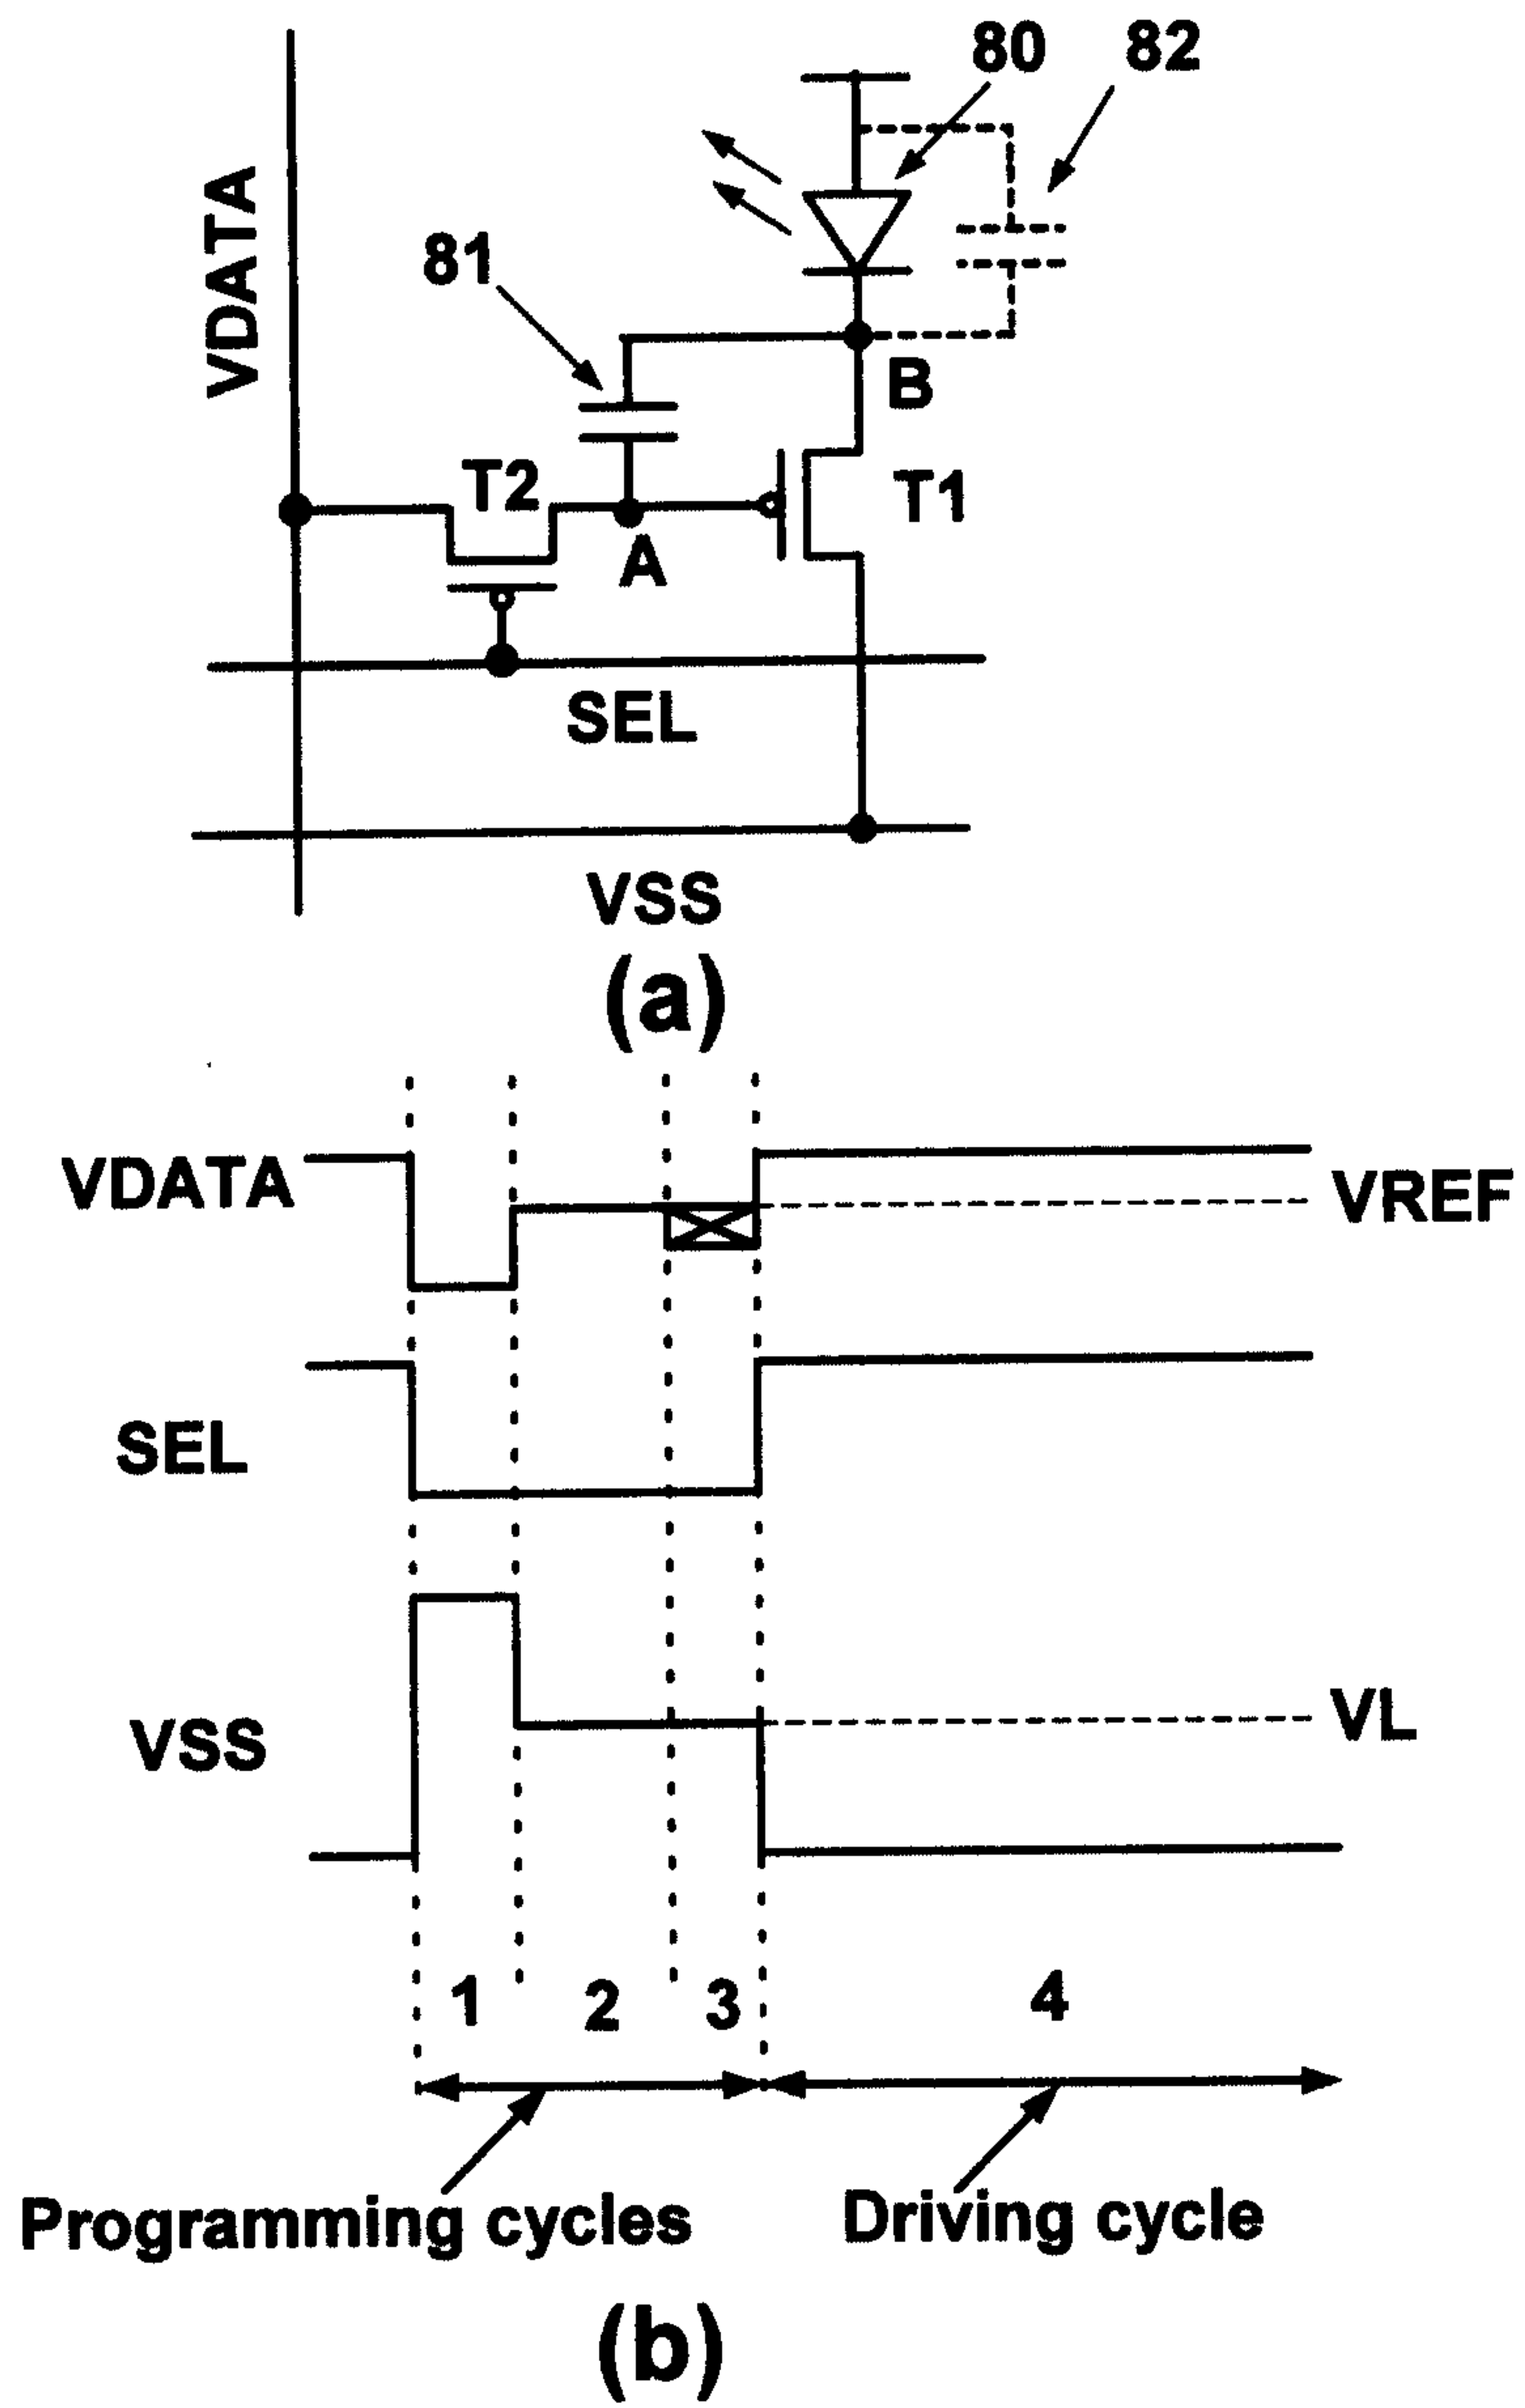 80
82
VDATA
81
B
T2
T1
A
SEL
VSS
(a)
VDATA
VREF
SEL
VSS
VL
1
2
3
4
Programming cycles
Driving cycle
(b)